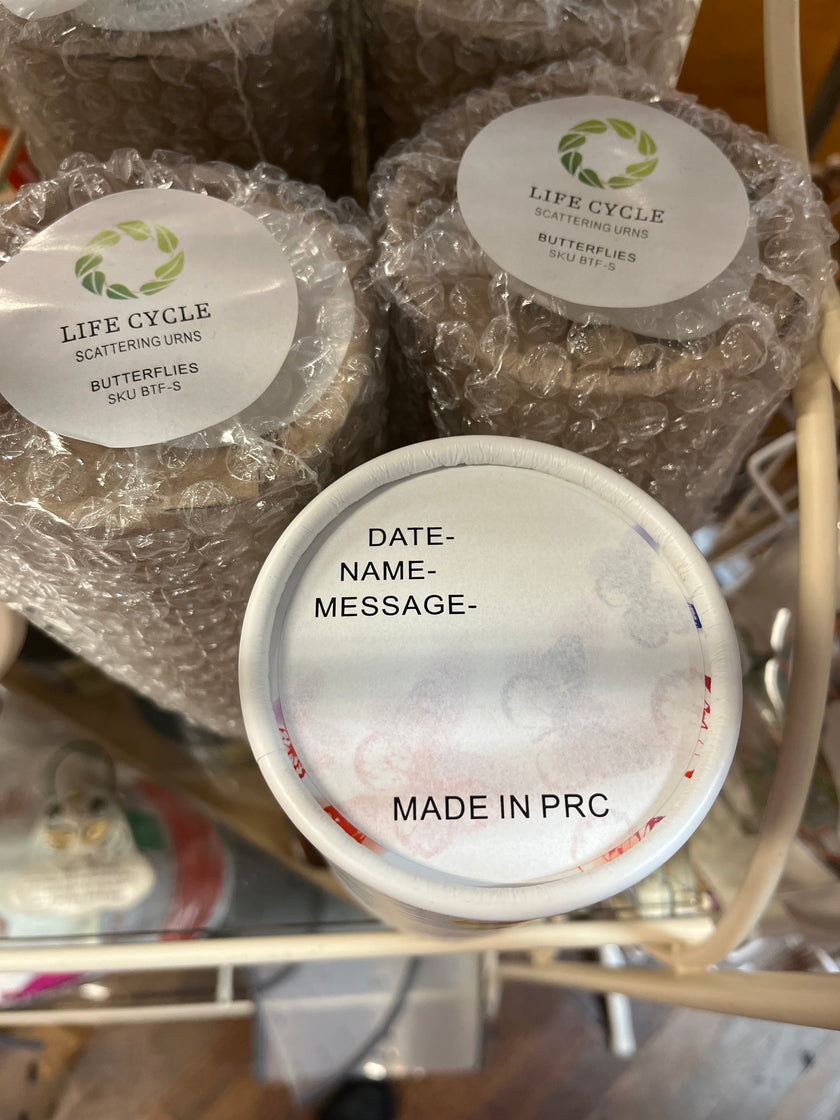 LIFE CYCLE
SCATTERING URNS
BUTTERFLIES
SKU BTF-S
LIFE CYCLE
SCATTERING URNS
BUTTERFLIES
SKU BTF-S
DATE-
NAME-
MESSAGE-
MADE IN PRC